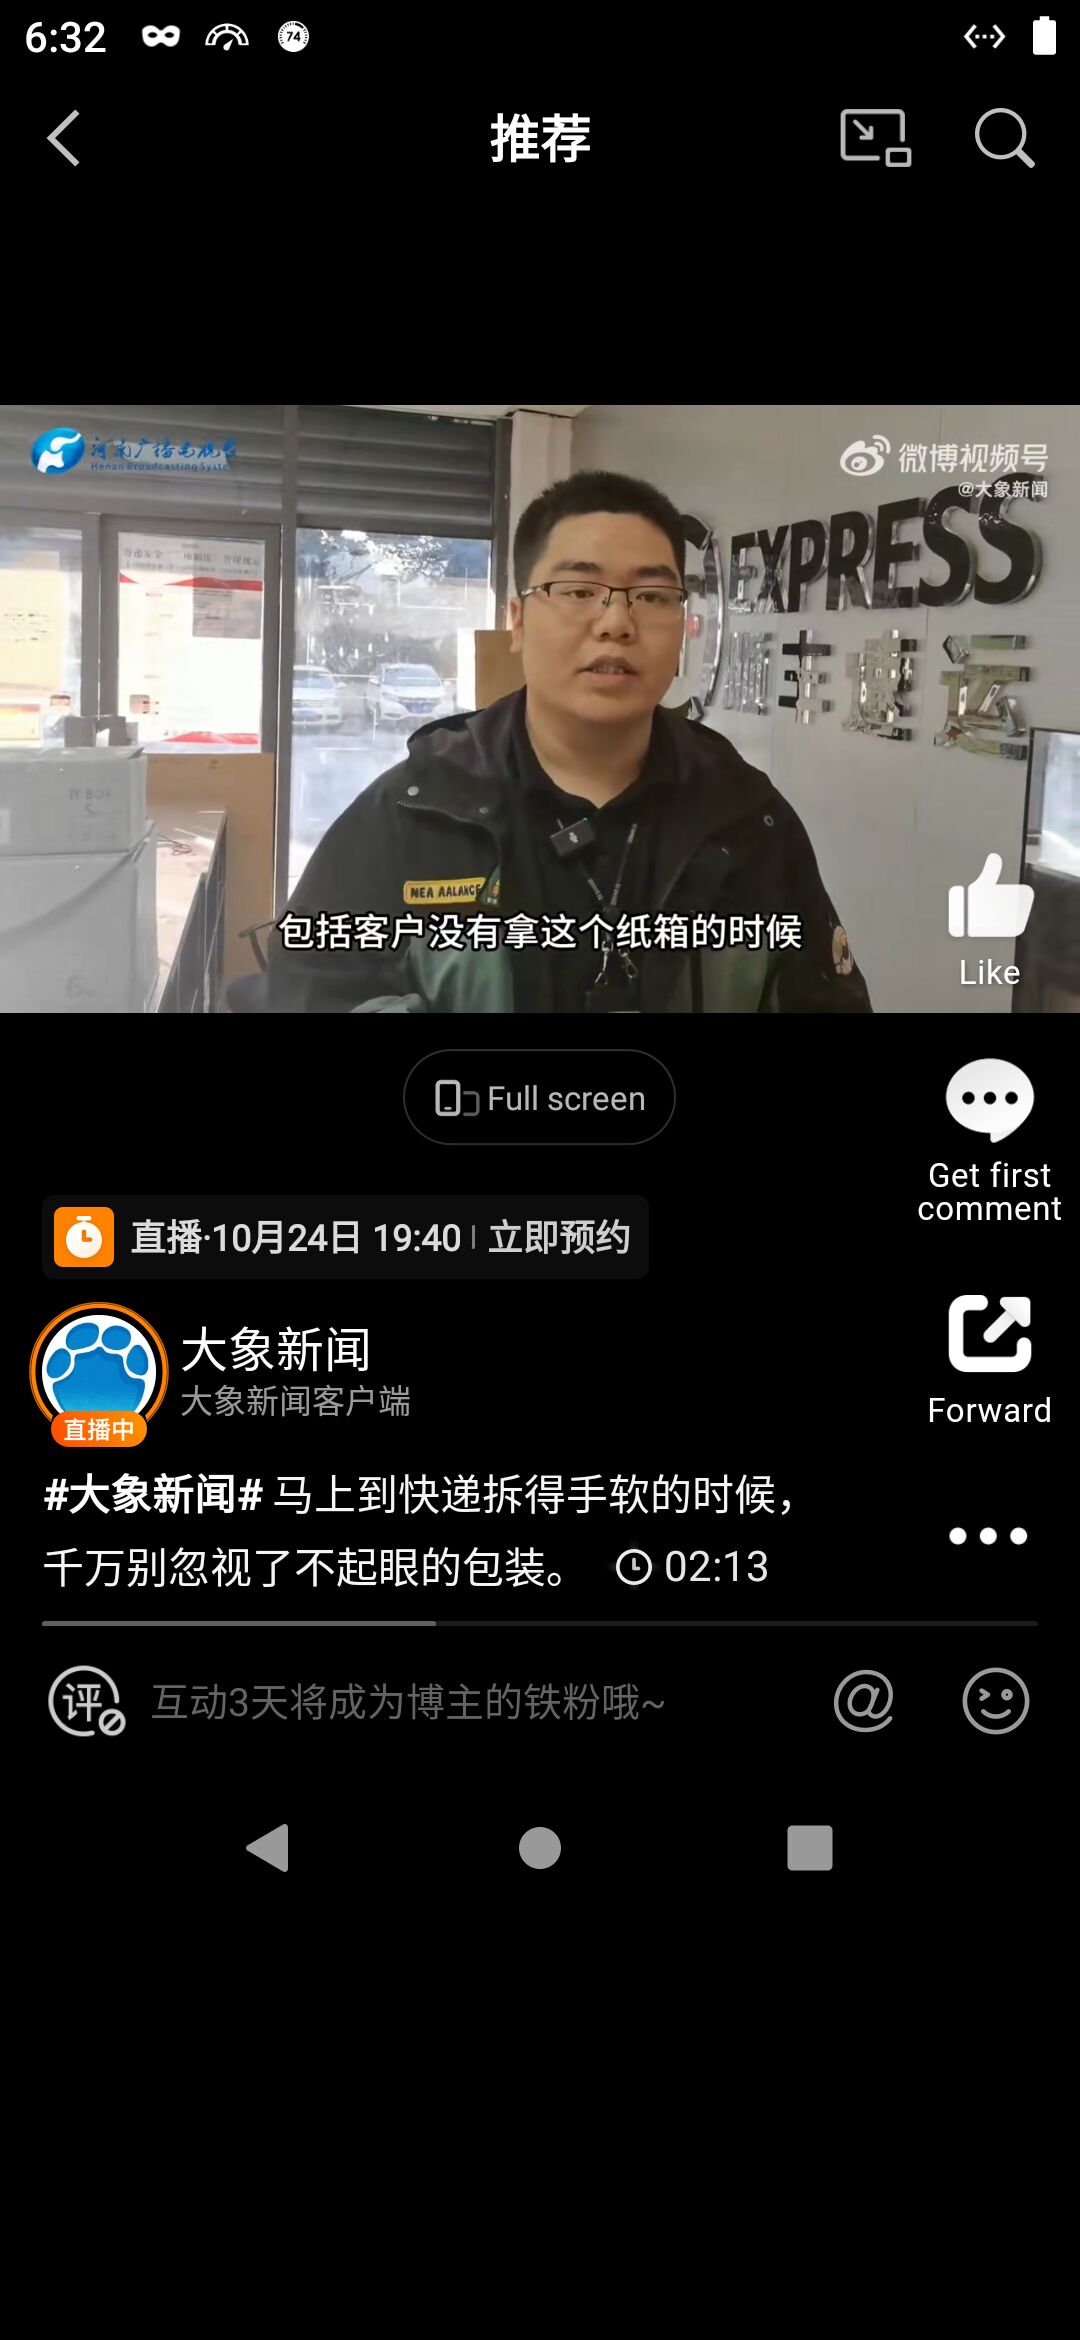 6:32
74
推荐
河南广播电视台
Henan Broadcasting System
微博视频号
@大象新闻
EXPRESS
顺丰速运
NEA AALANCE
包括客户没有拿这个纸箱的时候
Like
Full screen
Get first
comment
直播·10月24日 19:40 | 立即预约
大象新闻
大象新闻客户端
直播中
Forward
#大象新闻# 马上到快递拆得手软的时候，
千万别忽视了不起眼的包装。 02:13
评
互动3天将成为博主的铁粉哦~